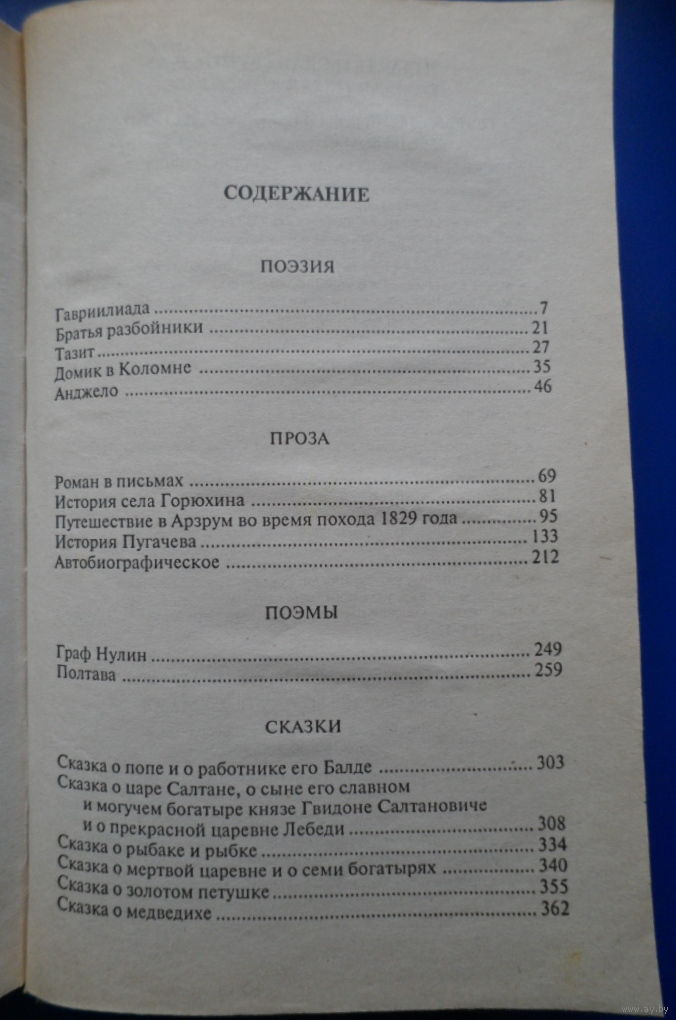 СОДЕРЖАНИЕ
ПОЭЗИЯ
Гавриилиада 7
Братья разбойники 21
Тазит 27
Домик в Коломне 35
Анджело 46
ПРОЗА
Роман в письмах 69
История села Горюхина 81
Путешествие в Арзрум во время похода 1829 года 95
История Пугачева 133
Автобиографическое 212
ПОЭМЫ
Граф Нулин 249
Полтава 259
СКАЗКИ
Сказка о попе и о работнике его Балде 303
Сказка о царе Салтане, о сыне его славном
и могучем богатыре князе Гвидоне Салтановиче
и о прекрасной царевне Лебеди 308
Сказка о рыбаке и рыбке 334
Сказка о мертвой царевне и о семи богатырях 340
Сказка о золотом петушке 355
Сказка о медведихе 362
www.ay.by